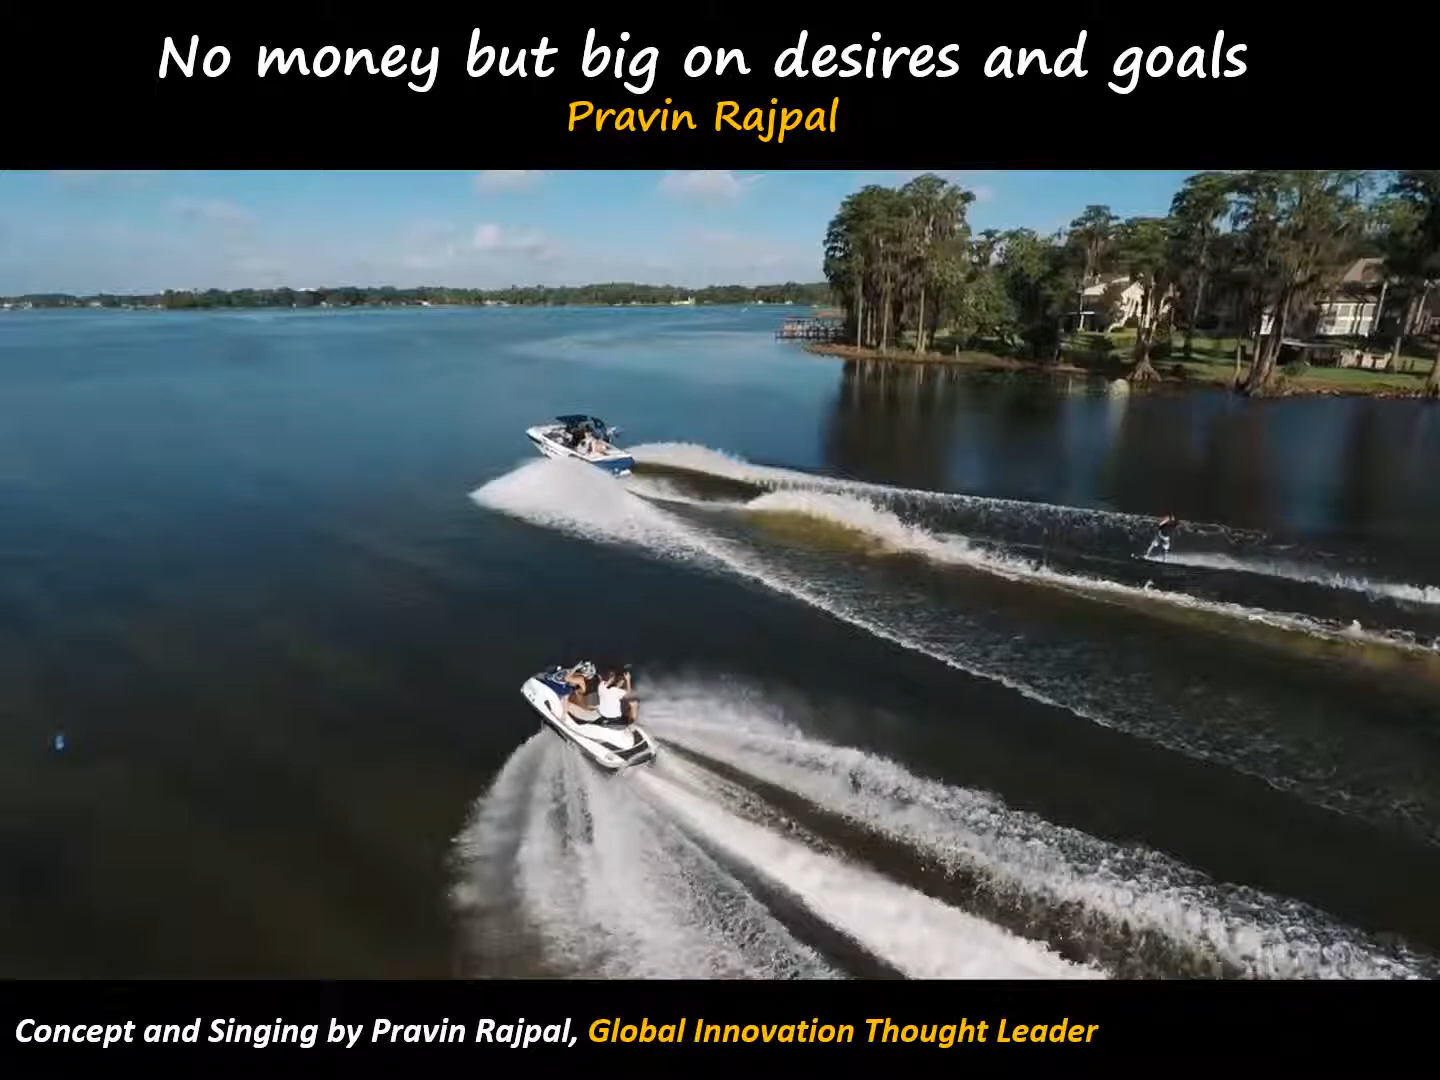 No money but big on desires and goals
Pravin Rajpal
Concept and Singing by Pravin Rajpal, Global Innovation Thought Leader